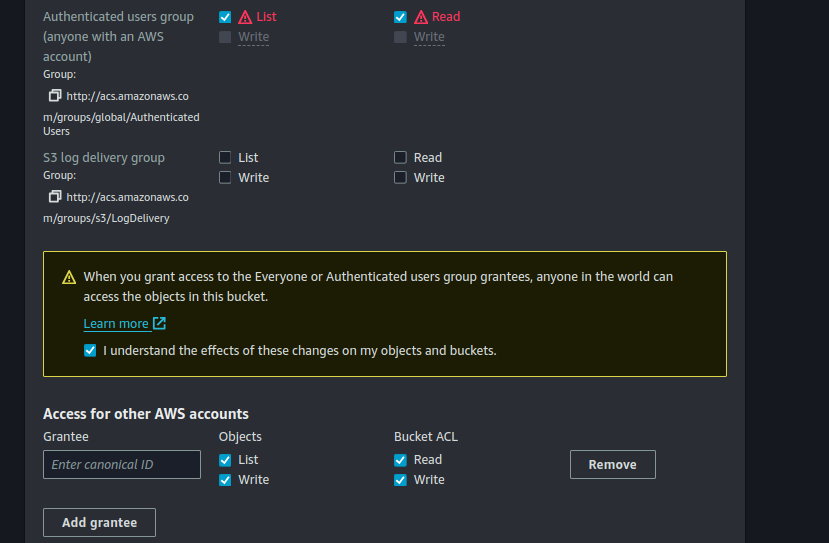 Authenticated users group
(anyone with an AWS
account)
Group:
http://acs.amazonaws.co
m/groups/global/Authenticated
Users
List
Write
Read
Write
S3 log delivery group
Group:
http://acs.amazonaws.co
m/groups/s3/LogDelivery
List
Write
Read
Write
When you grant access to the Everyone or Authenticated users group grantees, anyone in the world can
access the objects in this bucket.
Learn more
I understand the effects of these changes on my objects and buckets.
Access for other AWS accounts
Grantee
Objects
Bucket ACL
Enter canonical ID
List
Write
Read
Write
Remove
Add grantee